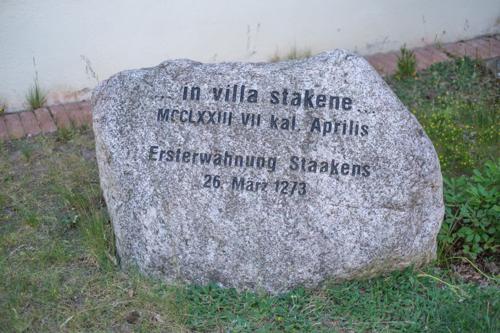 ... in villa stakene ...
MCCLXXIII VII kal. Aprilis
Ersterwähnung Staakens
26. März 1273